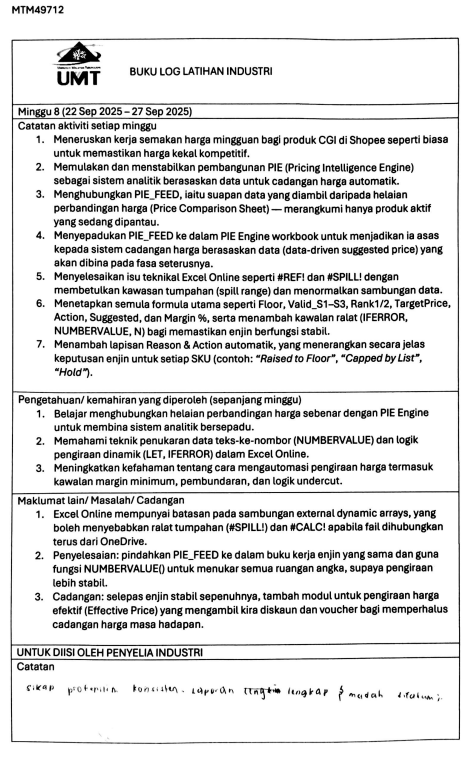 MTM49712
UNIVERSITI MALAYSIA TERENGGANU
UMT
BUKU LOG LATIHAN INDUSTRI
Minggu 8 (22 Sep 2025 – 27 Sep 2025)
Catatan aktiviti setiap minggu
1. Meneruskan kerja semakan harga mingguan bagi produk CGI di Shopee seperti biasa
untuk memastikan harga kekal kompetitif.
2. Memulakan dan menstabilkan pembangunan PIE (Pricing Intelligence Engine)
sebagai sistem analitik berasaskan data untuk cadangan harga automatik.
3. Menghubungkan PIE_FEED, iaitu suapan data yang diambil daripada helaian
perbandingan harga (Price Comparison Sheet) — merangkumi hanya produk aktif
yang sedang dipantau.
4. Menyepadukan PIE_FEED ke dalam PIE Engine workbook untuk menjadikan ia asas
kepada sistem cadangan harga berasaskan data (data-driven suggested price) yang
akan dibina pada fasa seterusnya.
5. Menyelesaikan isu teknikal Excel Online seperti #REF! dan #SPILL! dengan
membetulkan kawasan tumpahan (spill range) dan menormalkan sambungan data.
6. Menetapkan semula formula utama seperti Floor, Valid_S1–S3, Rank1/2, TargetPrice,
Action, Suggested, dan Margin %, serta menambah kawalan ralat (IFERROR,
NUMBERVALUE, N) bagi memastikan enjin berfungsi stabil.
7. Menambah lapisan Reason & Action automatik, yang menerangkan secara jelas
keputusan enjin untuk setiap SKU (contoh: "Raised to Floor", "Capped by List",
"Hold").
Pengetahuan/ kemahiran yang diperoleh (sepanjang minggu)
1. Belajar menghubungkan helaian perbandingan harga sebenar dengan PIE Engine
untuk membina sistem analitik bersepadu.
2. Memahami teknik penukaran data teks-ke-nombor (NUMBERVALUE) dan logik
pengiraan dinamik (LET, IFERROR) dalam Excel Online.
3. Meningkatkan kefahaman tentang cara mengautomasi pengiraan harga termasuk
kawalan margin minimum, pembundaran, dan logik undercut.
Maklumat lain/ Masalah/ Cadangan
1. Excel Online mempunyai batasan pada sambungan external dynamic arrays, yang
boleh menyebabkan ralat tumpahan (#SPILL!) dan #CALC! apabila fail dihubungkan
terus dari OneDrive.
2. Penyelesaian: pindahkan PIE_FEED ke dalam buku kerja enjin yang sama dan guna
fungsi NUMBERVALUE() untuk menukar semua ruangan angka, supaya pengiraan
lebih stabil.
3. Cadangan: selepas enjin stabil sepenuhnya, tambah modul untuk pengiraan harga
efektif (Effective Price) yang mengambil kira diskaun dan voucher bagi memperhalus
cadangan harga masa hadapan.
UNTUK DIISI OLEH PENYELIA INDUSTRI
Catatan
sikap konsisten. Laporan lengkap & mudah